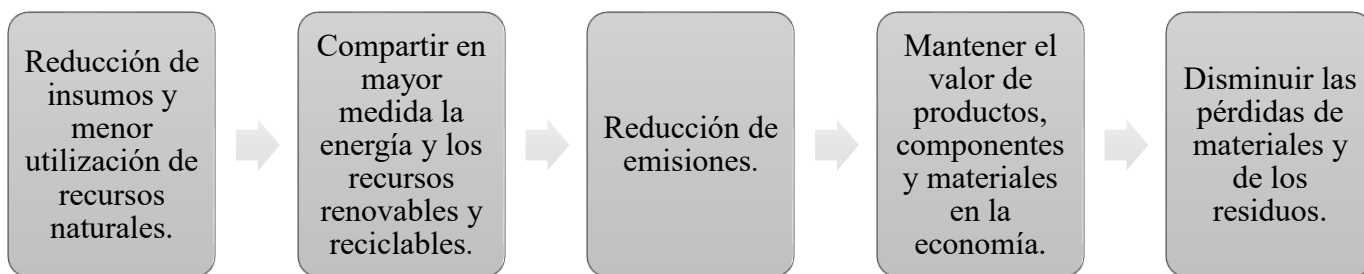 Reducción de
insumos y
menor
utilización de
recursos
naturales.
Compartir en
mayor
medida la
energía y los
recursos
renovables y
reciclables.
Reducción de
emisiones.
Mantener el
valor de
productos,
componentes
y materiales
en la
economía.
Disminuir las
pérdidas de
materiales y
de los
residuos.